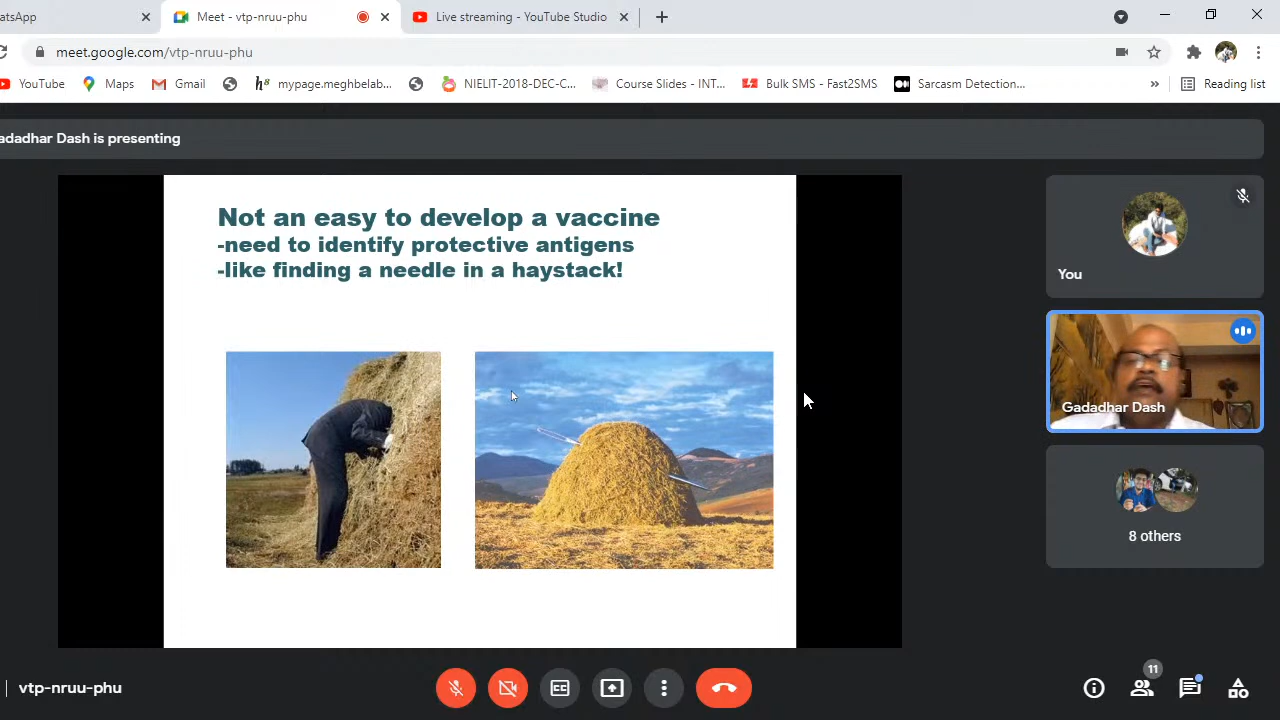 atsApp
Meet - vtp-nruu-phu
Live streaming - YouTube Studio
meet.google.com/vtp-nruu-phu
YouTube
Maps
Gmail
mypage.meghbelab...
NIELIT-2018-DEC-C...
Course Slides - INT...
Bulk SMS - Fast2SMS
Sarcasm Detection...
»
Reading list
adadhar Dash is presenting
Not an easy to develop a vaccine
-need to identify protective antigens
-like finding a needle in a haystack!
You
Gadadhar Dash
8 others
vtp-nruu-phu
CC
11